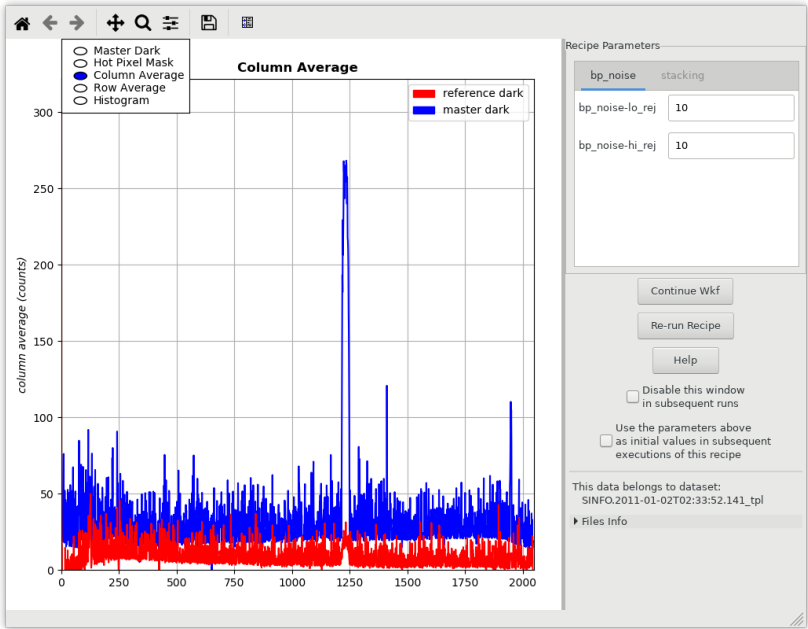 Master Dark
Hot Pixel Mask
Column Average
Row Average
Histogram
Column Average
reference dark
master dark
column average (counts)
300
250
200
150
100
50
0
0 250 500 750 1000 1250 1500 1750 2000
Recipe Parameters
bp_noise stacking
bp_noise-lo_rej 10
bp_noise-hi_rej 10
Continue Wkf
Re-run Recipe
Help
Disable this window
in subsequent runs
Use the parameters above
as initial values in subsequent
executions of this recipe
This data belongs to dataset:
SINFO.2011-01-02T02:33:52.141_tpl
Files Info